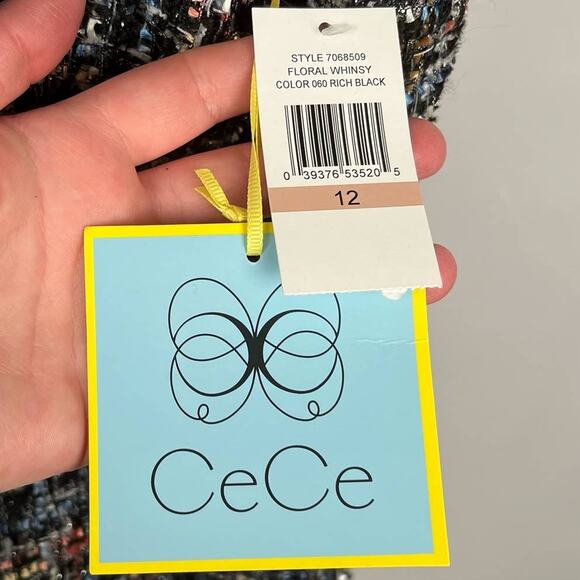 STYLE 7068509
FLORAL WHINSY
COLOR 060 RICH BLACK
0 39376 53520 5
12
CeCe